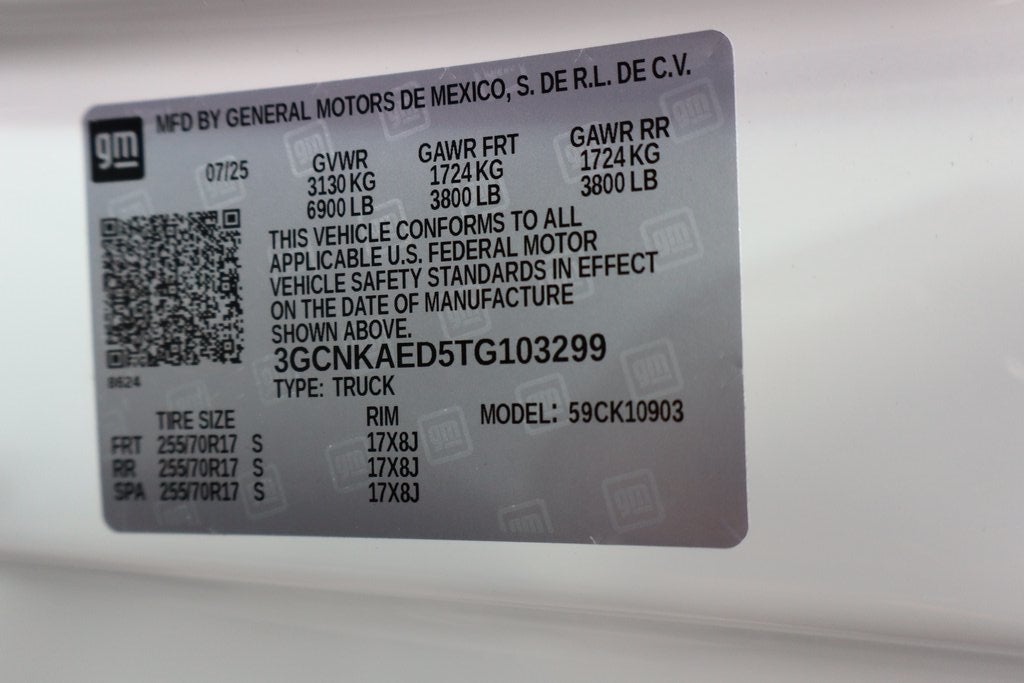 gm
MFD BY GENERAL MOTORS DE MEXICO, S. DE R.L. DE C.V.
07/25 GVWR GAWR FRT GAWR RR
3130 KG 1724 KG 1724 KG
6900 LB 3800 LB 3800 LB
THIS VEHICLE CONFORMS TO ALL
APPLICABLE U.S. FEDERAL MOTOR
VEHICLE SAFETY STANDARDS IN EFFECT
ON THE DATE OF MANUFACTURE
SHOWN ABOVE.
3GCNKAED5TG103299
8624
TYPE: TRUCK
TIRE SIZE RIM MODEL: 59CK10903
FRT 255/70R17 S 17X8J
RR 255/70R17 S 17X8J
SPA 255/70R17 S 17X8J